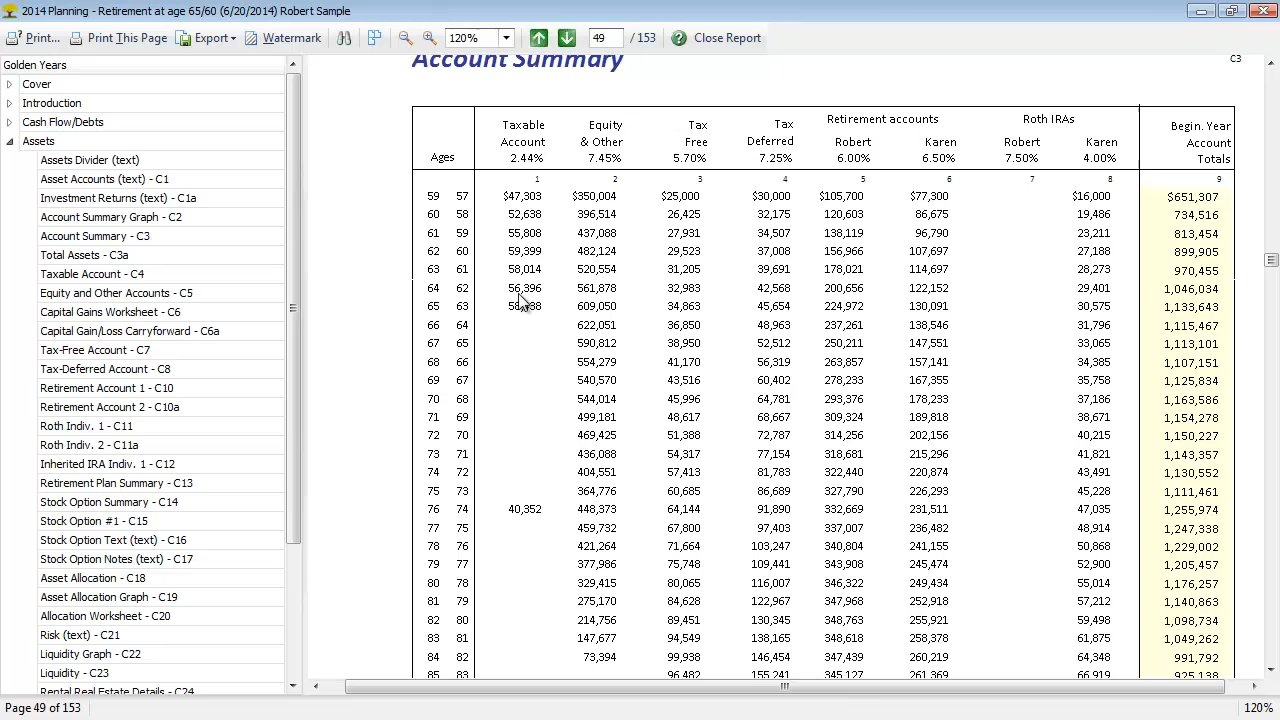 2014 Planning - Retirement at age 65/60 (6/20/2014) Robert Sample
Print... Print This Page Export Watermark 120% 49 / 153 Close Report
Golden Years
Cover
Introduction
Cash Flow/Debts
Assets
Assets Divider (text)
Asset Accounts (text) - C1
Investment Returns (text) - C1a
Account Summary Graph - C2
Account Summary - C3
Total Assets - C3a
Taxable Account - C4
Equity and Other Accounts - C5
Capital Gains Worksheet - C6
Capital Gain/Loss Carryforward - C6a
Tax-Free Account - C7
Tax-Deferred Account - C8
Retirement Account 1 - C10
Retirement Account 2 - C10a
Roth Indiv. 1 - C11
Roth Indiv. 2 - C11a
Inherited IRA Indiv. 1 - C12
Retirement Plan Summary - C13
Stock Option Summary - C14
Stock Option #1 - C15
Stock Option Text (text) - C16
Stock Option Notes (text) - C17
Asset Allocation - C18
Asset Allocation Graph - C19
Allocation Worksheet - C20
Risk (text) - C21
Liquidity Graph - C22
Liquidity - C23
Rental Real Estate Details - C24
Account Summary C3
Retirement accounts Roth IRAs
Taxable Equity Tax Tax Begin. Year
Account & Other Free Deferred Robert Karen Robert Karen Account
Ages 2.44% 7.45% 5.70% 7.25% 6.00% 6.50% 7.50% 4.00% Totals
1 2 3 4 5 6 7 8 9
59 57 $47,303 $350,004 $25,000 $30,000 $105,700 $77,300 $16,000 $651,307
60 58 52,638 396,514 26,425 32,175 120,603 86,675 19,486 734,516
61 59 55,808 437,088 27,931 34,507 138,119 96,790 23,211 813,454
62 60 59,399 482,124 29,523 37,008 156,966 107,697 27,188 899,905
63 61 58,014 520,554 31,205 39,691 178,021 114,697 28,273 970,455
64 62 56,396 561,878 32,983 42,568 200,656 122,152 29,401 1,046,034
65 63 609,050 34,863 45,654 224,972 130,091 30,575 1,133,643
66 64 622,051 36,850 48,963 237,261 138,546 31,796 1,115,467
67 65 590,812 38,950 52,512 250,211 147,551 33,065 1,113,101
68 66 554,279 41,170 56,319 263,857 157,141 34,385 1,107,151
69 67 540,570 43,516 60,402 278,233 167,355 35,758 1,125,834
70 68 544,014 45,996 64,781 293,376 178,233 37,186 1,163,586
71 69 499,181 48,617 68,667 309,324 189,818 38,671 1,154,278
72 70 469,425 51,388 72,787 314,256 202,156 40,215 1,150,227
73 71 436,088 54,317 77,154 318,681 215,296 41,821 1,143,357
74 72 404,551 57,413 81,783 322,440 220,874 43,491 1,130,552
75 73 364,776 60,685 86,689 327,790 226,293 45,228 1,111,461
76 74 40,352 448,373 64,144 91,890 332,669 231,511 47,035 1,255,974
77 75 459,732 67,800 97,403 337,007 236,482 48,914 1,247,338
78 76 421,264 71,664 103,247 340,804 241,155 50,868 1,229,002
79 77 377,986 75,748 109,441 343,908 245,474 52,900 1,205,457
80 78 329,415 80,065 116,007 346,322 249,434 55,014 1,176,257
81 79 275,170 84,628 122,967 347,968 252,918 57,212 1,140,863
82 80 214,756 89,451 130,345 348,763 255,921 59,498 1,098,734
83 81 147,677 94,549 138,165 348,618 258,378 61,875 1,049,262
84 82 73,394 99,938 146,454 347,439 260,219 64,348 991,792
85 83 96,482 155,241 345,127 261,369 66,919 925,138
Page 49 of 153 120%